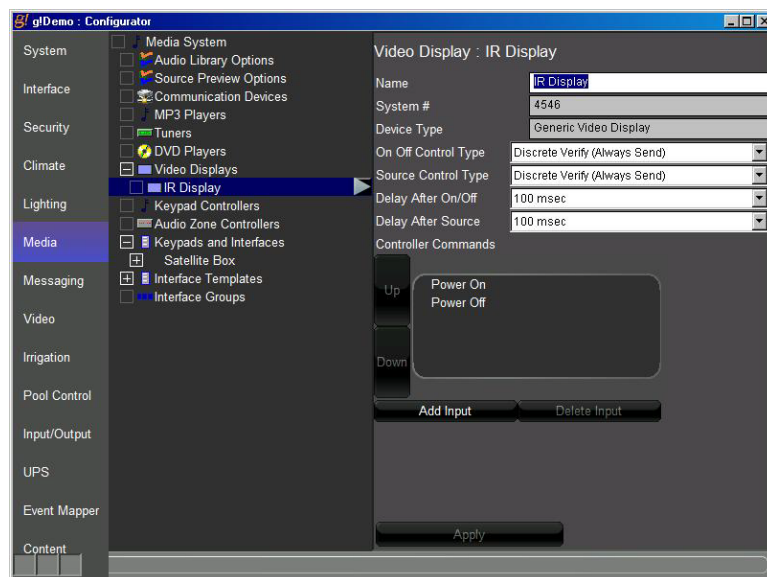 g! g!Demo : Configurator
System
Interface
Security
Climate
Lighting
Media
Messaging
Video
Irrigation
Pool Control
Input/Output
UPS
Event Mapper
Content
Media System
Audio Library Options
Source Preview Options
Communication Devices
MP3 Players
Tuners
DVD Players
Video Displays
IR Display
Keypad Controllers
Audio Zone Controllers
Keypads and Interfaces
Satellite Box
Interface Templates
Interface Groups
Video Display : IR Display
Name IR Display
System # 4546
Device Type Generic Video Display
On Off Control Type Discrete Verify (Always Send)
Source Control Type Discrete Verify (Always Send)
Delay After On/Off 100 msec
Delay After Source 100 msec
Controller Commands
Up
Down
Power On
Power Off
Add Input Delete Input
Apply